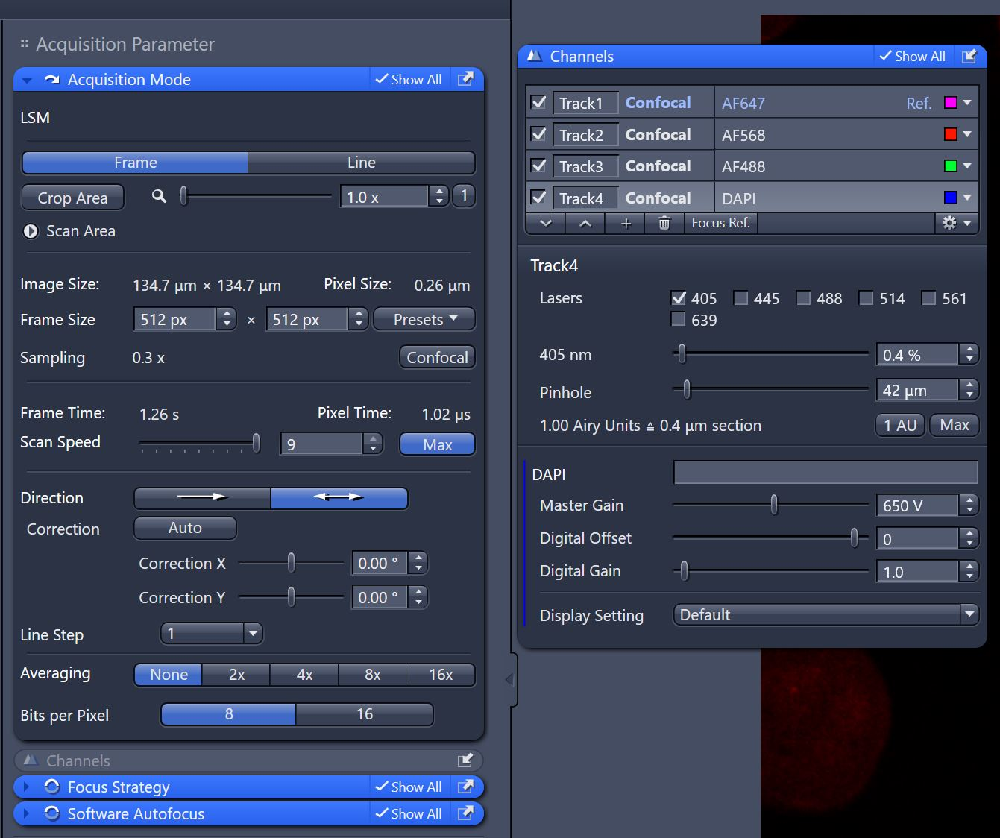 Acquisition Parameter
Acquisition Mode Show All
LSM
Frame Line
Crop Area 1.0 x 1
Scan Area
Image Size: 134.7 µm × 134.7 µm Pixel Size: 0.26 µm
Frame Size 512 px × 512 px Presets
Sampling 0.3 x Confocal
Frame Time: 1.26 s Pixel Time: 1.02 µs
Scan Speed 9 Max
Direction
Correction Auto
Correction X 0.00 °
Correction Y 0.00 °
Line Step 1
Averaging None 2x 4x 8x 16x
Bits per Pixel 8 16
Channels
Focus Strategy Show All
Software Autofocus Show All
Channels Show All
Track1 Confocal AF647 Ref.
Track2 Confocal AF568
Track3 Confocal AF488
Track4 Confocal DAPI
Focus Ref.
Track4
Lasers 405 445 488 514 561
639
405 nm 0.4 %
Pinhole 42 µm
1.00 Airy Units ≙ 0.4 µm section 1 AU Max
DAPI
Master Gain 650 V
Digital Offset 0
Digital Gain 1.0
Display Setting Default